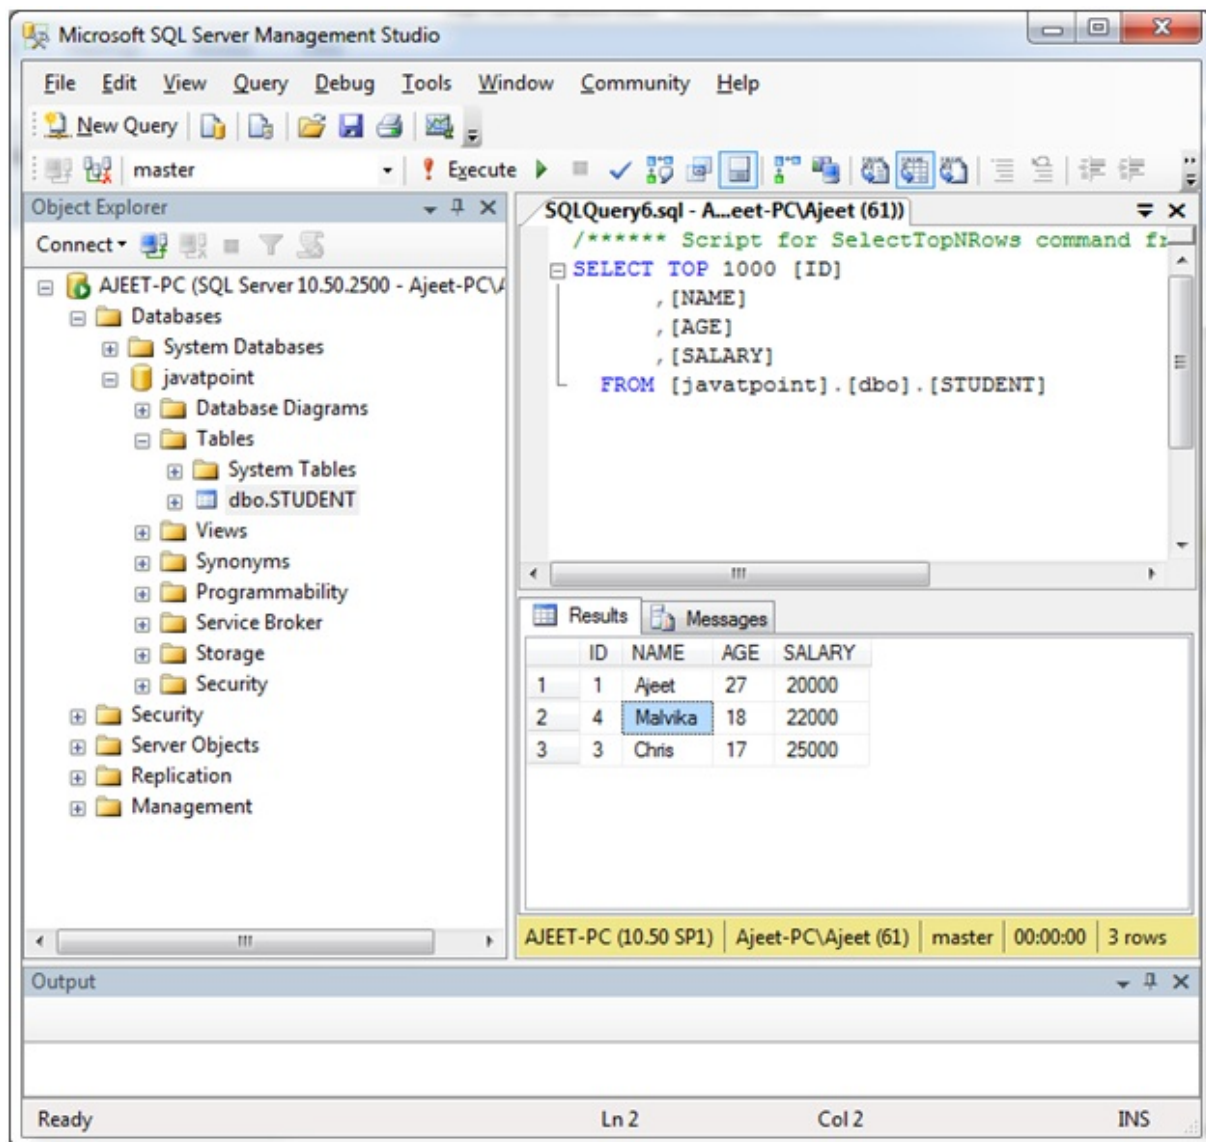 Microsoft SQL Server Management Studio
File Edit View Query Debug Tools Window Community Help
New Query
master Execute
Object Explorer
Connect
AJEET-PC (SQL Server 10.50.2500 - Ajeet-PC\A
Databases
System Databases
javatpoint
Database Diagrams
Tables
System Tables
dbo.STUDENT
Views
Synonyms
Programmability
Service Broker
Storage
Security
Security
Server Objects
Replication
Management
SQLQuery6.sql - A...eet-PC\Ajeet (61))
/****** Script for SelectTopNRows command fr
SELECT TOP 1000 [ID]
,[NAME]
,[AGE]
,[SALARY]
FROM [javatpoint].[dbo].[STUDENT]
Results Messages
ID NAME AGE SALARY
1 1 Ajeet 27 20000
2 4 Malvika 18 22000
3 3 Chris 17 25000
AJEET-PC (10.50 SP1) Ajeet-PC\Ajeet (61) master 00:00:00 3 rows
Output
Ready Ln 2 Col 2 INS